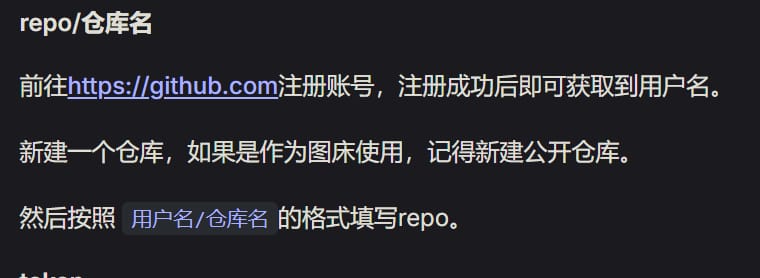 repo/仓库名
前往https://github.com注册账号，注册成功后即可获取到用户名。
新建一个仓库，如果是作为图床使用，记得新建公开仓库。
然后按照 用户名/仓库名 的格式填写repo。
token